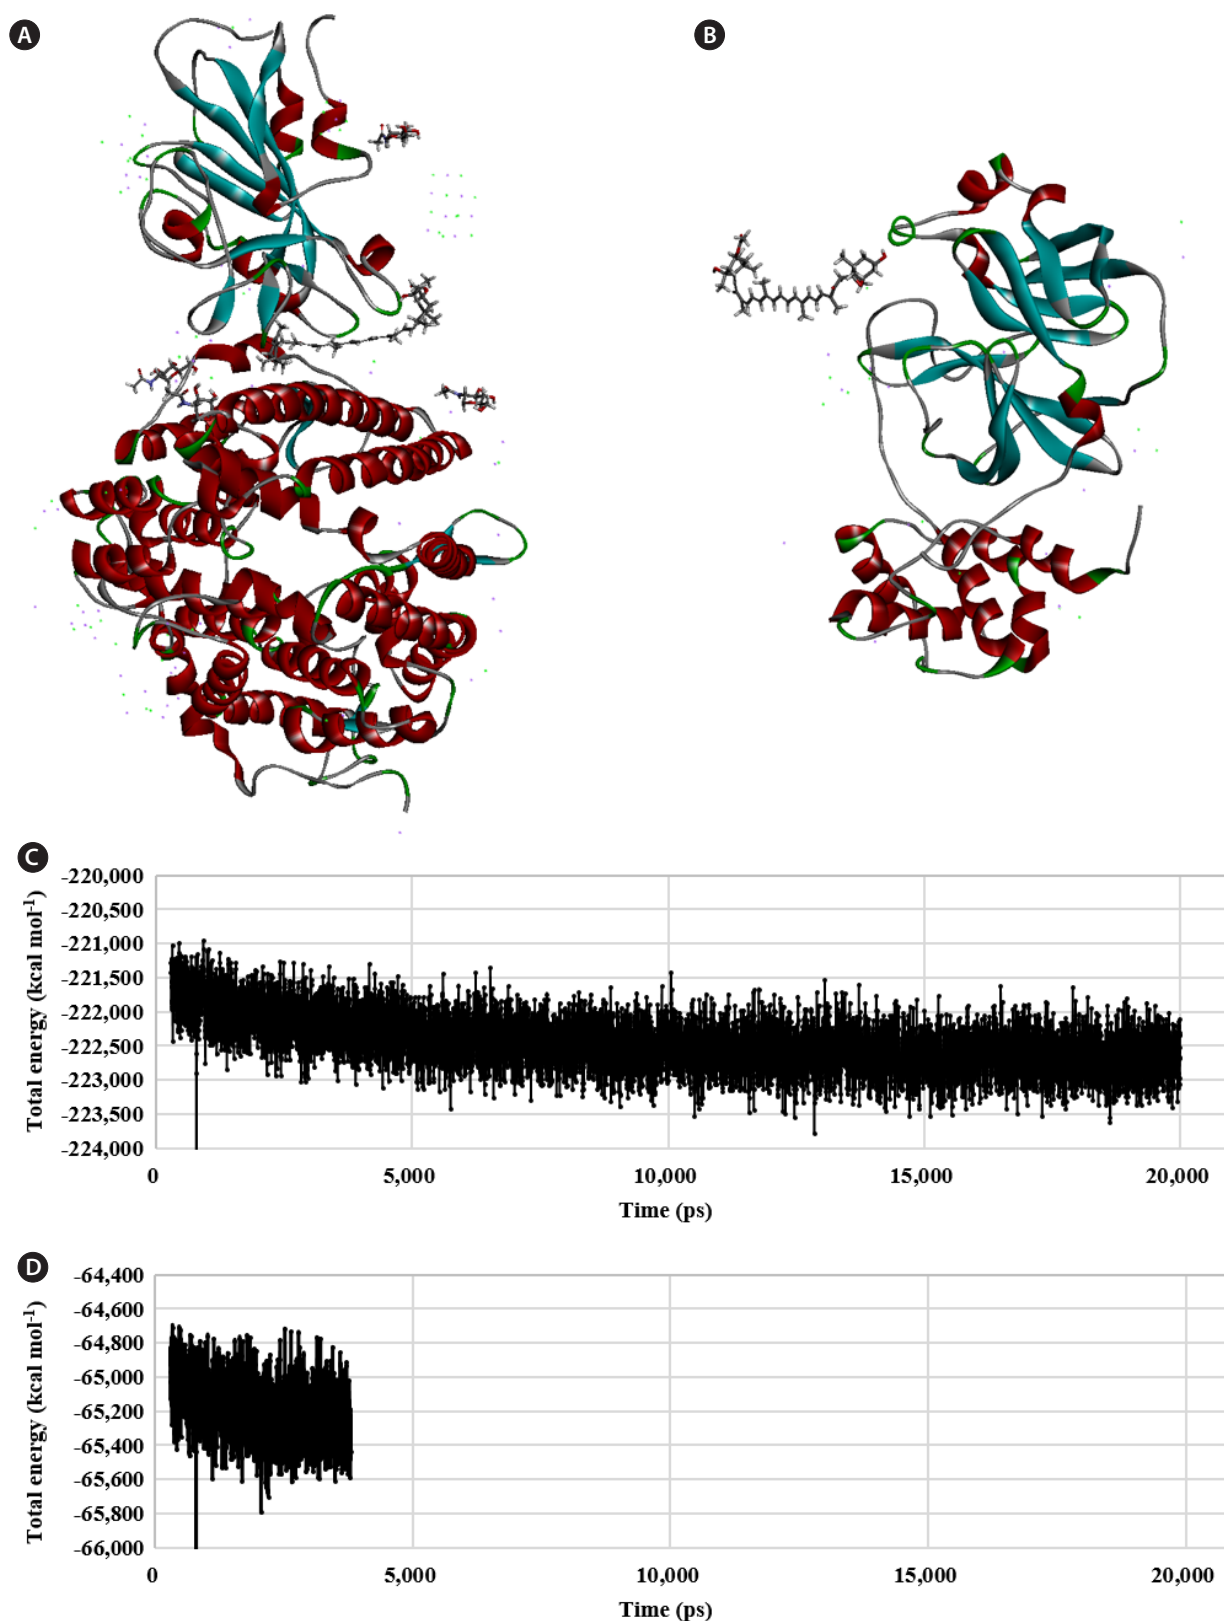 A
B
C
Total energy (kcal mol-1)
-220,000
-220,500
-221,000
-221,500
-222,000
-222,500
-223,000
-223,500
-224,000
0 5,000 10,000 15,000 20,000
Time (ps)
D
Total energy (kcal mol-1)
-64,400
-64,600
-64,800
-65,000
-65,200
-65,400
-65,600
-65,800
-66,000
0 5,000 10,000 15,000 20,000
Time (ps)